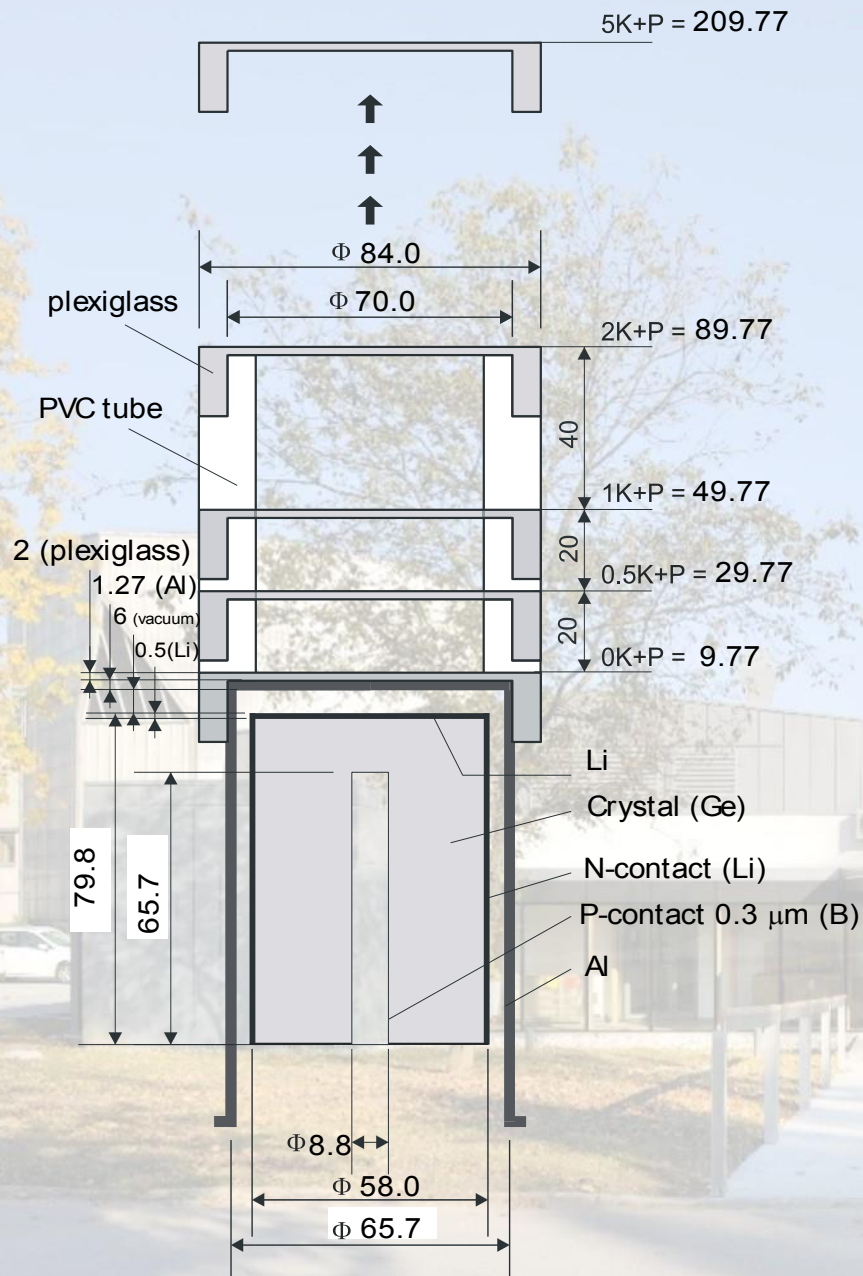 5K+P = 209.77
Φ 84.0
Φ 70.0
plexiglass
2K+P = 89.77
PVC tube
40
1K+P = 49.77
2 (plexiglass)
1.27 (Al)
20
0.5K+P = 29.77
6 (vacuum)
0.5(Li)
20
0K+P = 9.77
Li
Crystal (Ge)
79.8
65.7
N-contact (Li)
P-contact 0.3 μm (B)
Al
Φ8.8
Φ 58.0
Φ 65.7